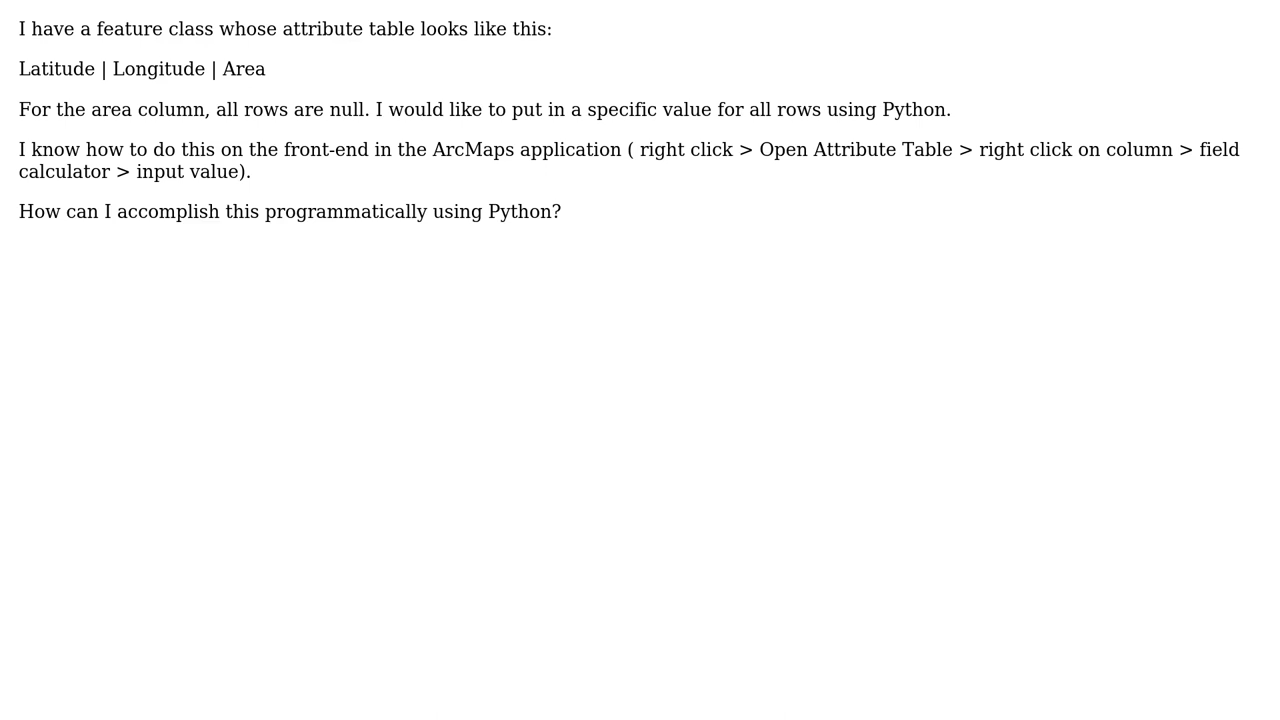 I have a feature class whose attribute table looks like this:
Latitude | Longitude | Area
For the area column, all rows are null. I would like to put in a specific value for all rows using Python.
I know how to do this on the front-end in the ArcMaps application ( right click > Open Attribute Table > right click on column > field
calculator > input value).
How can I accomplish this programmatically using Python?